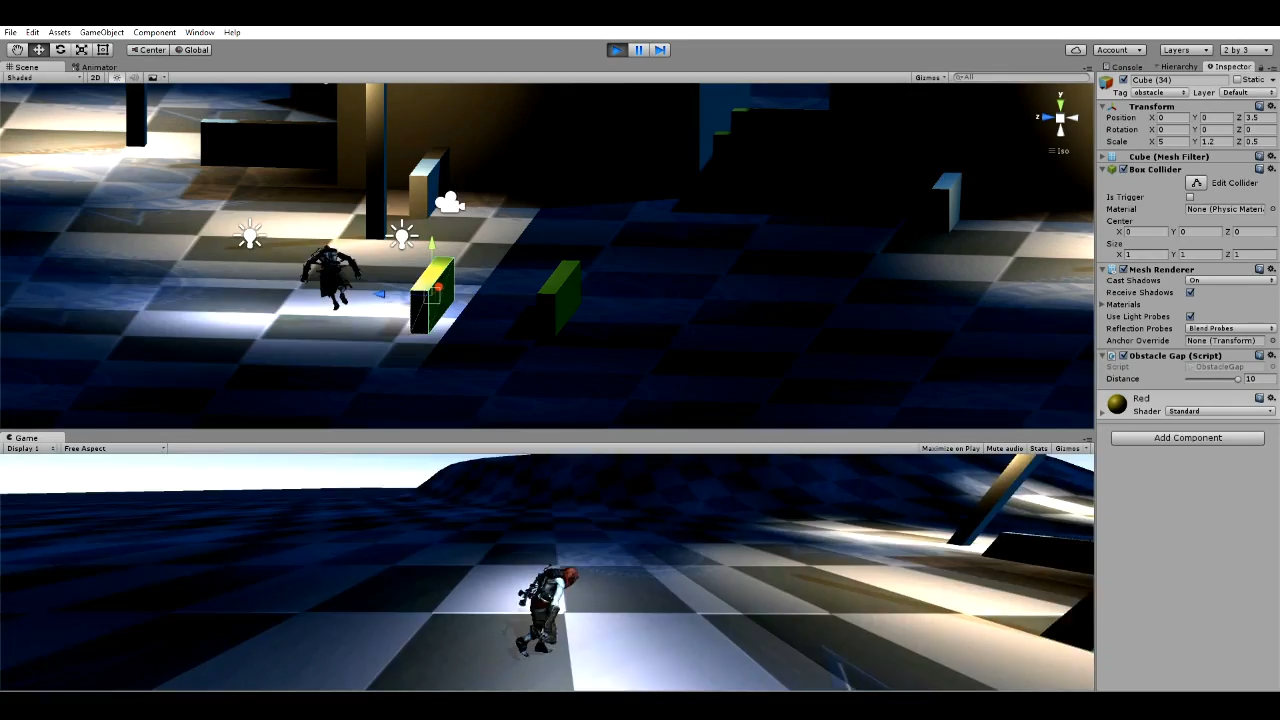 File Edit Assets GameObject Component Window Help
Center Global Account Layers 2 by 3
Scene Animator Console Hierarchy Inspector
Shaded 2D Gizmos All
Cube (34) Static
Tag obstacle Layer Default
Transform
Position X 0 Y 0 Z 3.5
Rotation X 0 Y 0 Z 0
Scale X 5 Y 1.2 Z 0.5
Cube (Mesh Filter)
Box Collider
Edit Collider
Is Trigger
Material None (Physic Materi
Center
X 0 Y 0 Z 0
Size
X 1 Y 1 Z 1
Mesh Renderer
Cast Shadows On
Receive Shadows
Materials
Use Light Probes
Reflection Probes Blend Probes
Anchor Override None (Transform)
Obstacle Gap (Script)
Script ObstacleGap
Distance 10
Red
Shader Standard
Add Component
y
z
Iso
Game
Display 1 Free Aspect Maximize on Play Mute audio Stats Gizmos